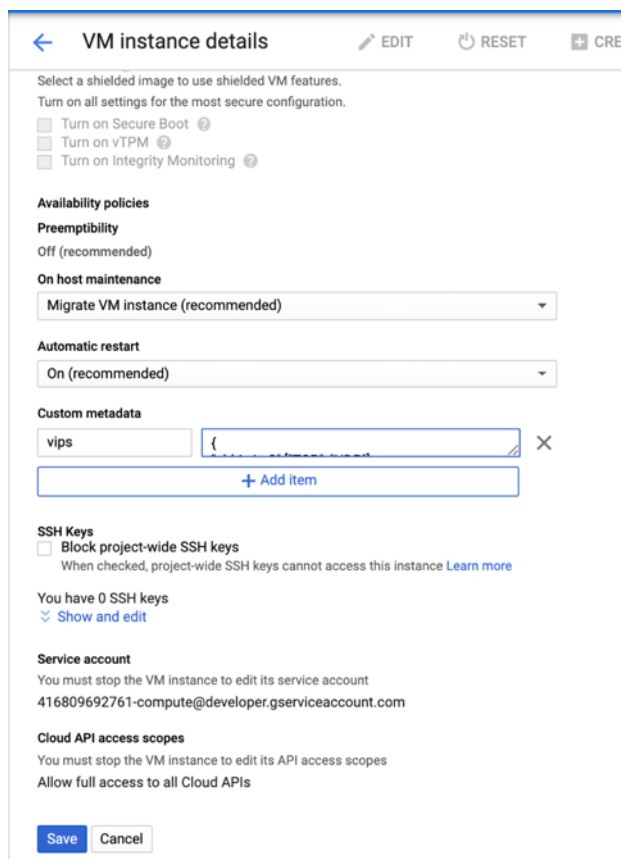 VM instance details EDIT RESET CRE
Select a shielded image to use shielded VM features.
Turn on all settings for the most secure configuration.
Turn on Secure Boot ?
Turn on vTPM ?
Turn on Integrity Monitoring ?
Availability policies
Preemptibility
Off (recommended)
On host maintenance
Migrate VM instance (recommended)
Automatic restart
On (recommended)
Custom metadata
vips {
+ Add item
SSH Keys
Block project-wide SSH keys
When checked, project-wide SSH keys cannot access this instance Learn more
You have 0 SSH keys
Show and edit
Service account
You must stop the VM instance to edit its service account
416809692761-compute@developer.gserviceaccount.com
Cloud API access scopes
You must stop the VM instance to edit its API access scopes
Allow full access to all Cloud APIs
Save Cancel